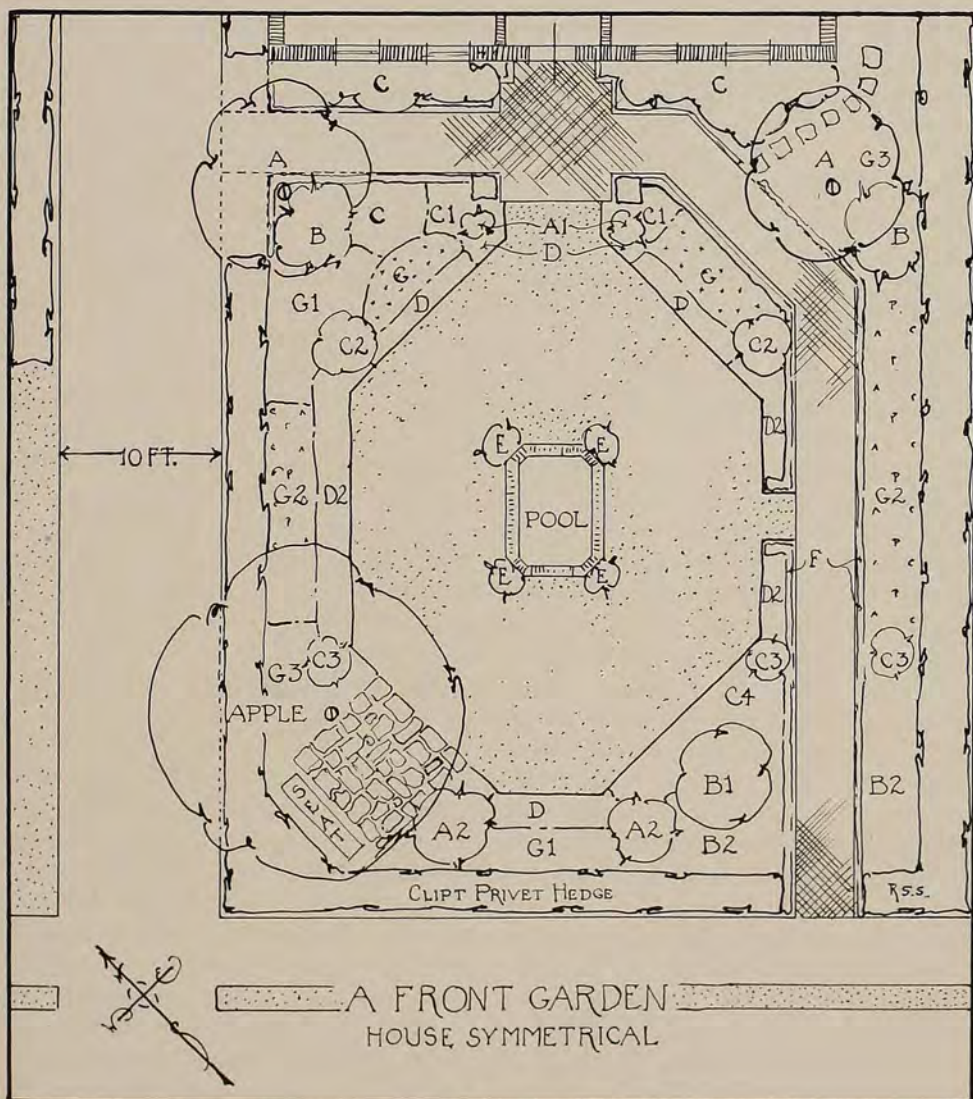 C
C
A
A
G3
B
C
C1
A1
C1
B
D
G
D
D
G
G1
C2
C2
10 FT.
G2
D2
E
E
D2
G2
POOL
E
E
D2
F
G3
C3
C3
C3
C4
APPLE
SEAT
A2
D
A2
B1
B2
G1
B2
CLIPT PRIVET HEDGE
R.S.S.
A FRONT GARDEN
HOUSE SYMMETRICAL